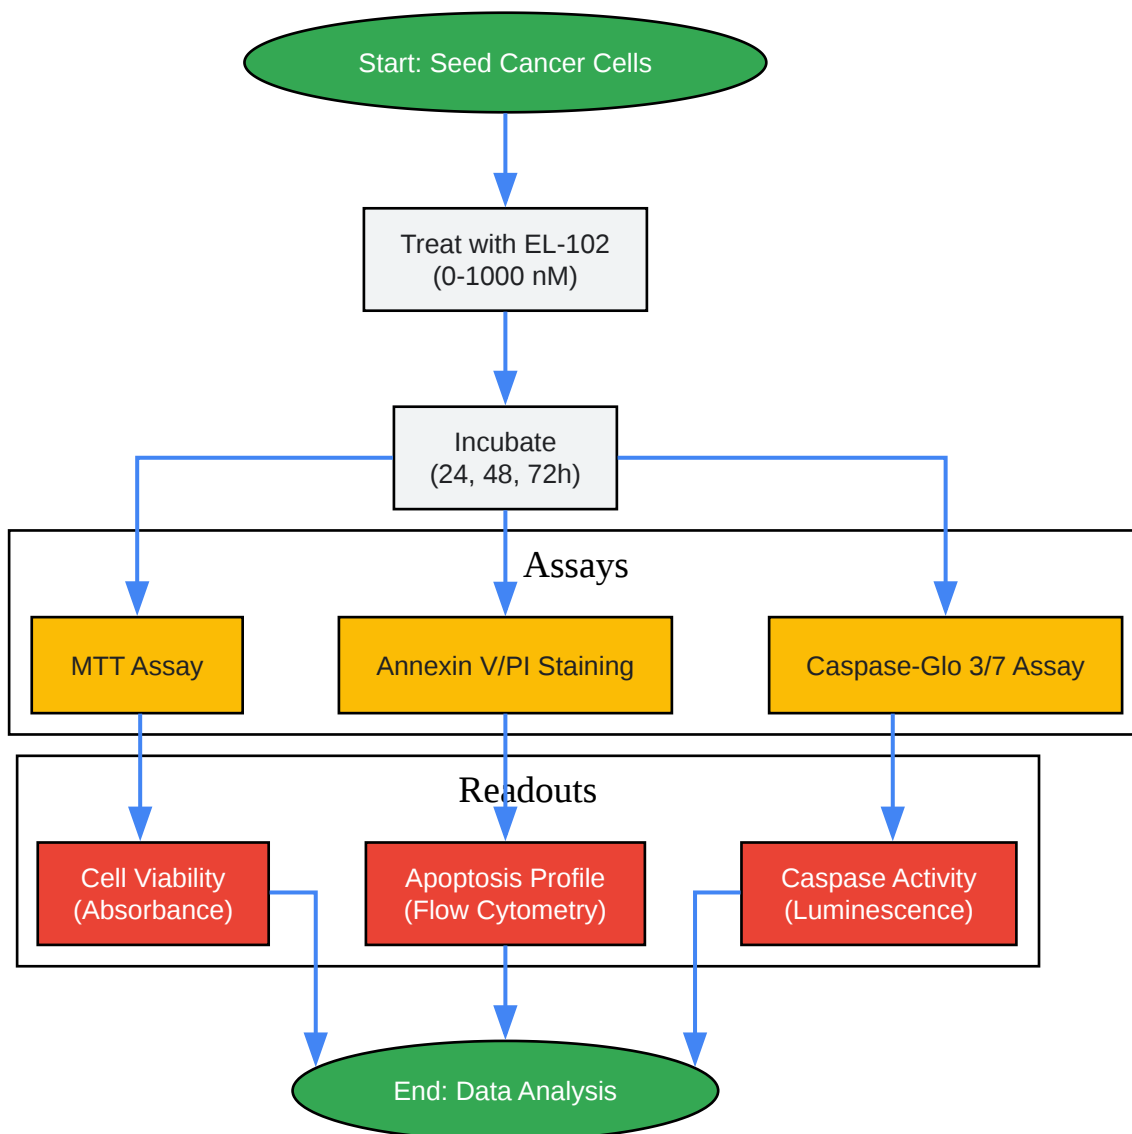 Start: Seed Cancer Cells
Treat with EL-102
(0-1000 nM)
Incubate
(24, 48, 72h)
Assays
MTT Assay
Annexin V/PI Staining
Caspase-Glo 3/7 Assay
Readouts
Cell Viability
(Absorbance)
Apoptosis Profile
(Flow Cytometry)
Caspase Activity
(Luminescence)
End: Data Analysis